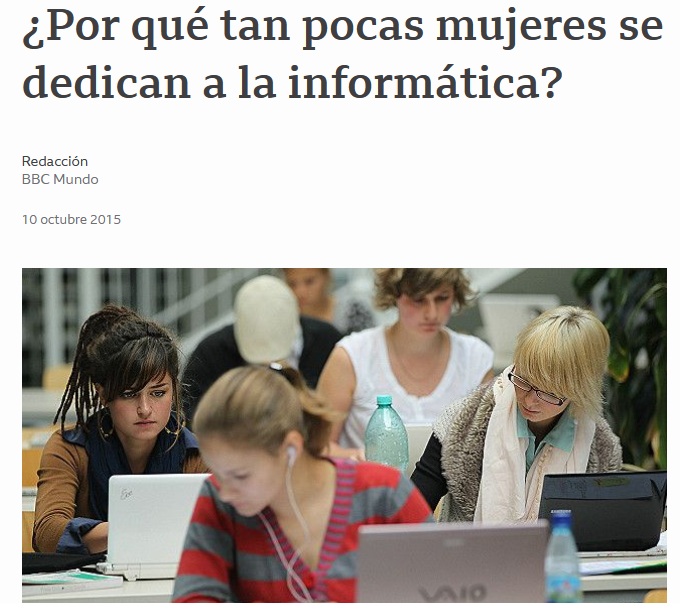 ¿Por qué tan pocas mujeres se
dedican a la informática?
Redacción
BBC Mundo
10 octubre 2015
VAIO